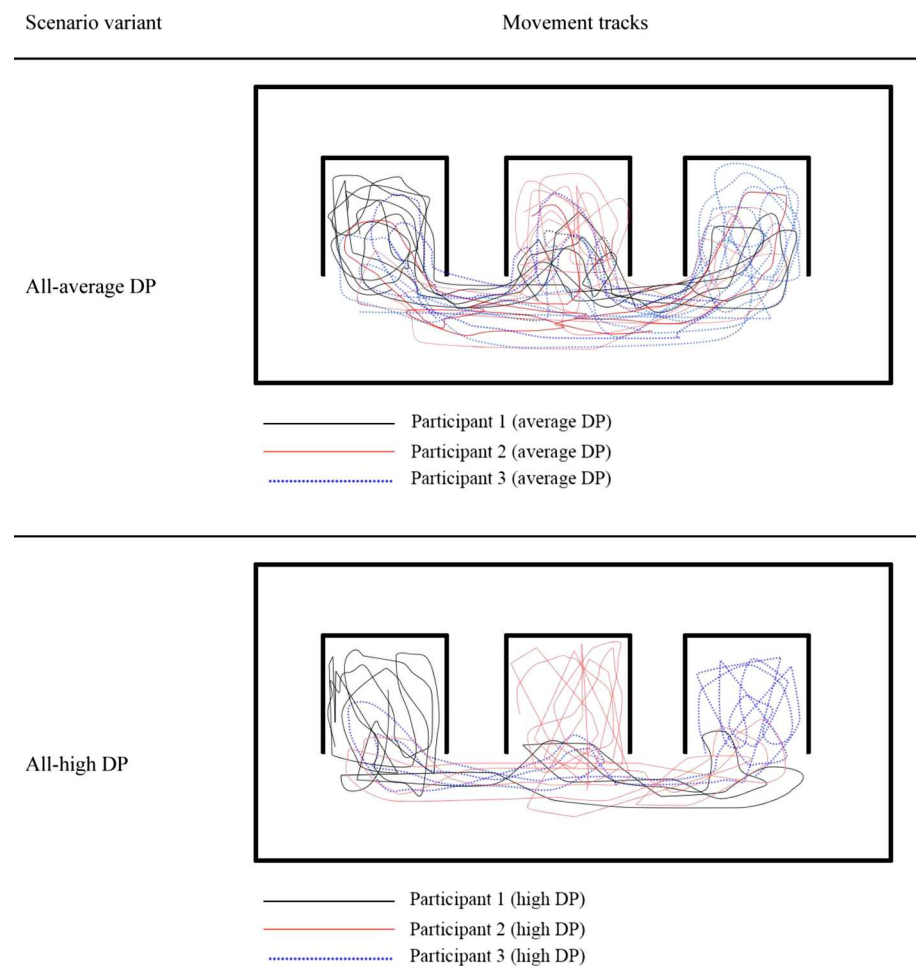 Scenario variant
Movement tracks
All-average DP
Participant 1 (average DP)
Participant 2 (average DP)
Participant 3 (average DP)
All-high DP
Participant 1 (high DP)
Participant 2 (high DP)
Participant 3 (high DP)